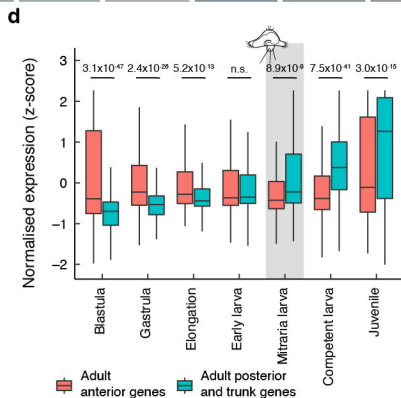 d
3.1x10-47 2.4x10-26 5.2x10-13 n.s. 8.9x10-9 7.5x10-41 3.0x10-15
Normalised expression (z-score)
3
2
1
0
−1
−2
Blastula
Gastrula
Elongation
Early larva
Mitraria larva
Competent larva
Juvenile
Adult anterior genes
Adult posterior and trunk genes